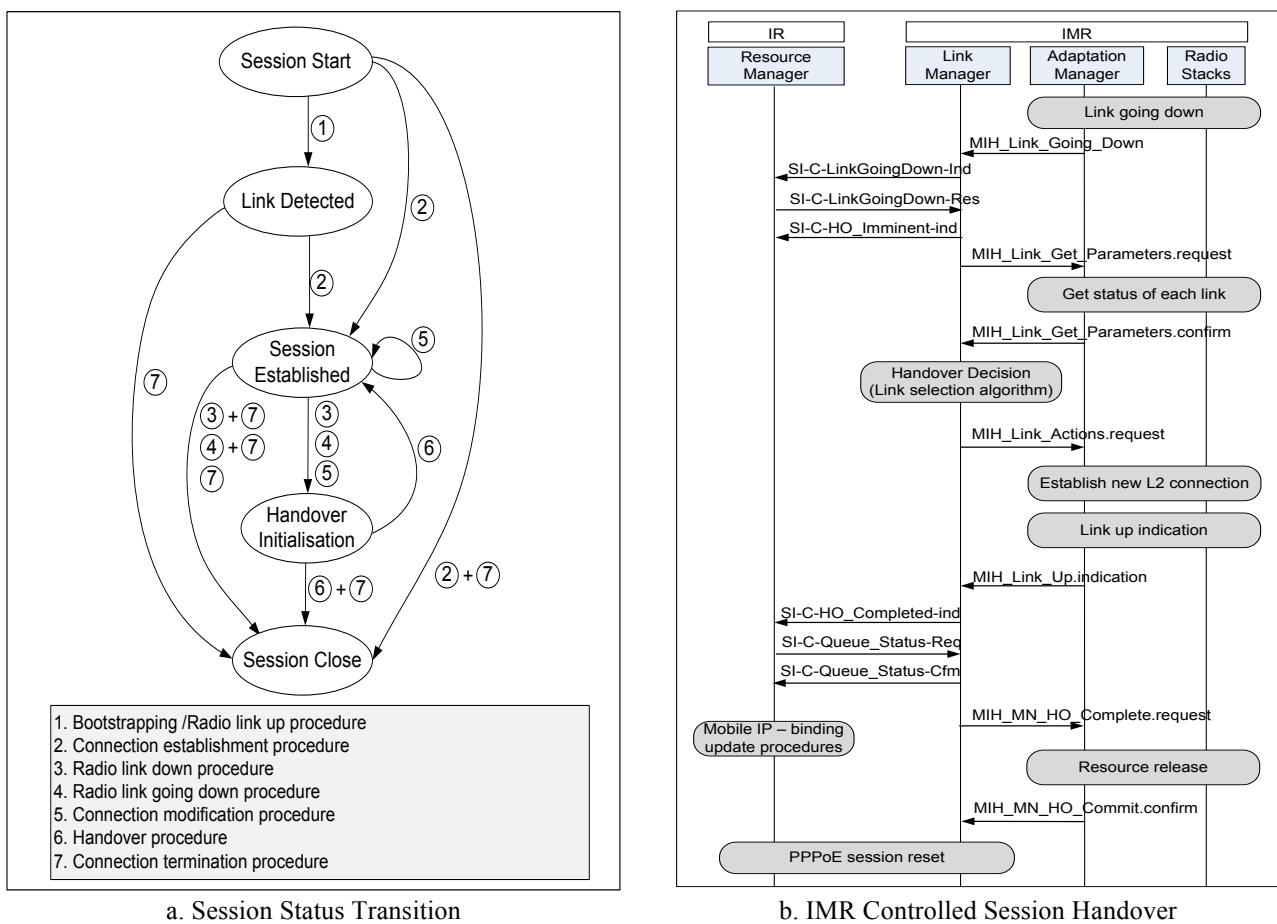 Session Start
①
Link Detected
②
②
Session
Established
⑤
⑦
③ + ⑦
④ + ⑦
⑦
③
④
⑤
⑥
Handover
Initialisation
⑥ + ⑦
② + ⑦
Session Close
1. Bootstrapping /Radio link up procedure
2. Connection establishment procedure
3. Radio link down procedure
4. Radio link going down procedure
5. Connection modification procedure
6. Handover procedure
7. Connection termination procedure
a. Session Status Transition
IR
IMR
Resource
Manager
Link
Manager
Adaptation
Manager
Radio
Stacks
Link going down
MIH_Link_Going_Down
SI-C-LinkGoingDown-Ind
SI-C-LinkGoingDown-Res
SI-C-HO_Imminent-ind
MIH_Link_Get_Parameters.request
Get status of each link
MIH_Link_Get_Parameters.confirm
Handover Decision
(Link selection algorithm)
MIH_Link_Actions.request
Establish new L2 connection
Link up indication
MIH_Link_Up.indication
SI-C-HO_Completed-ind
SI-C-Queue_Status-Req
SI-C-Queue_Status-Cfm
MIH_MN_HO_Complete.request
Mobile IP – binding
update procedures
Resource release
MIH_MN_HO_Commit.confirm
PPPoE session reset
b. IMR Controlled Session Handover